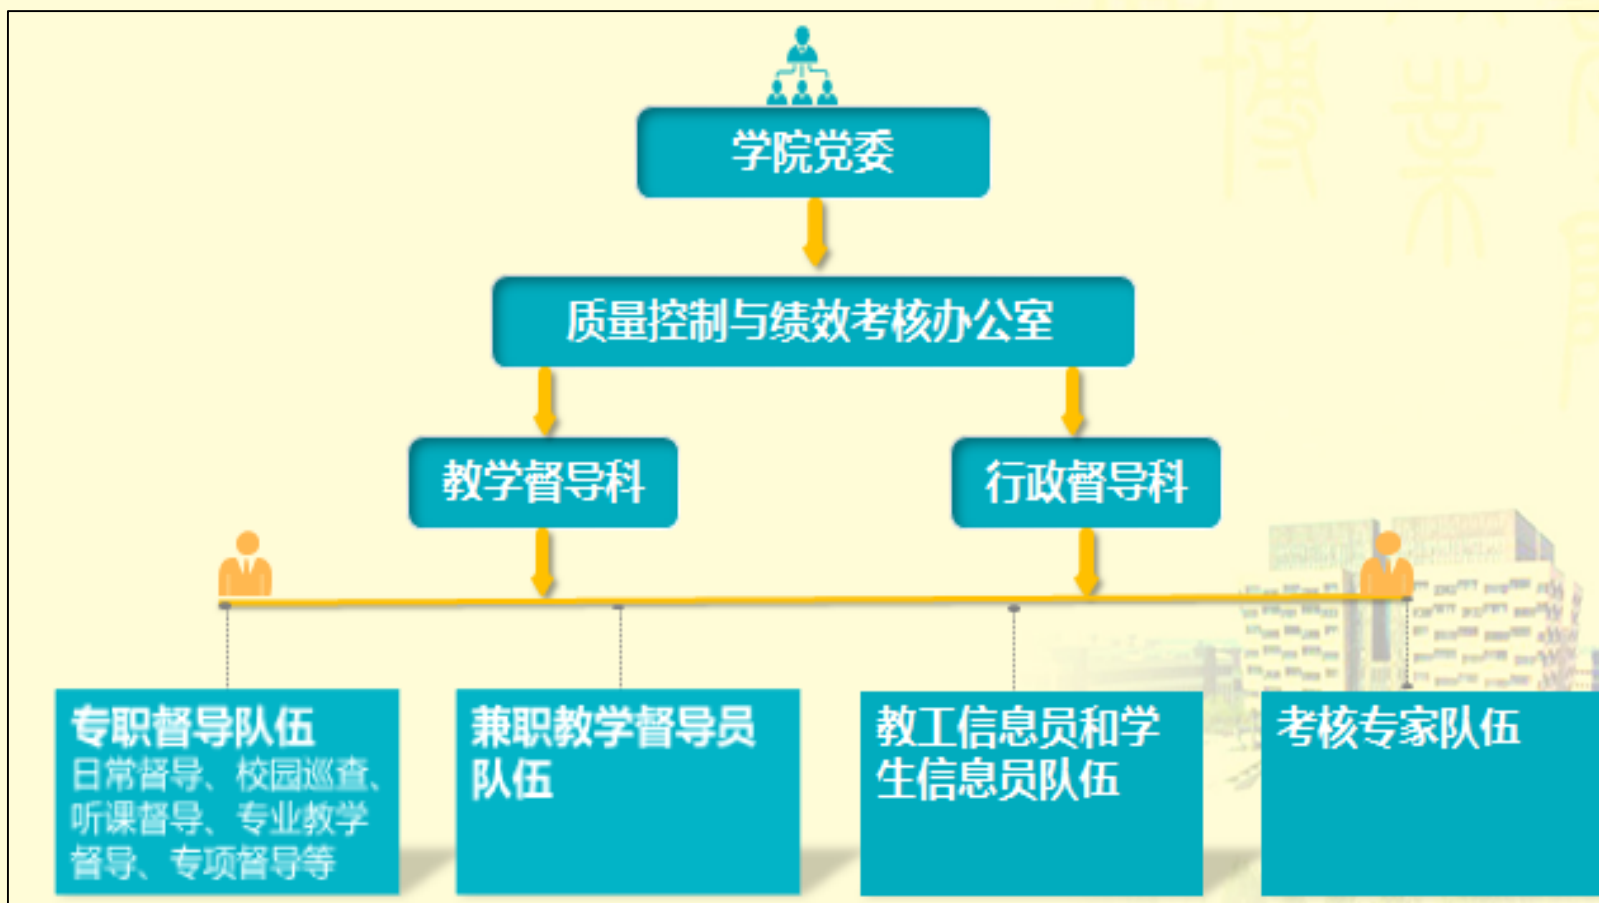 学院党委
质量控制与绩效考核办公室
教学督导科
行政督导科
专职督导队伍
日常督导、校园巡查、
听课督导、专业教学
督导、专项督导等
兼职教学督导员
队伍
教工信息员和学
生信息员队伍
考核专家队伍